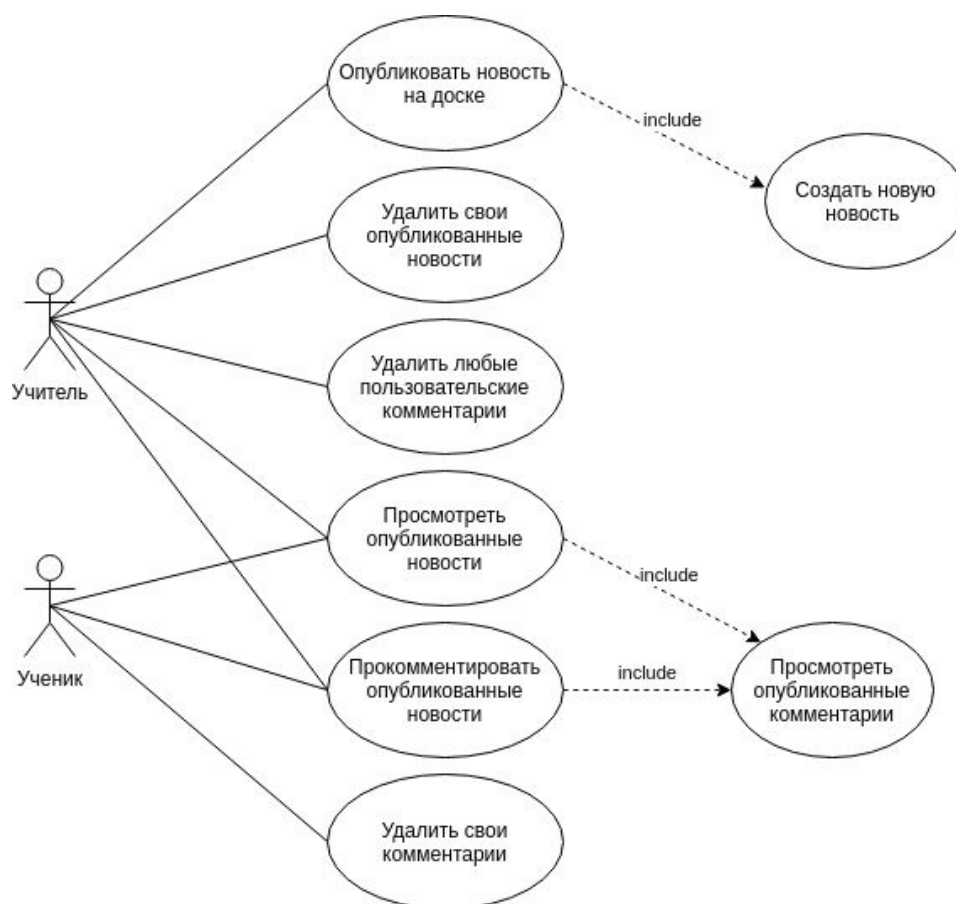 Опубликовать новость
на доске
include
Создать новую
новость
Удалить свои
опубликованные
новости
Учитель
Удалить любые
пользовательские
комментарии
Просмотреть
опубликованные
новости
include
Ученик
Прокомментировать
опубликованные
новости
include
Просмотреть
опубликованные
комментарии
Удалить свои
комментарии